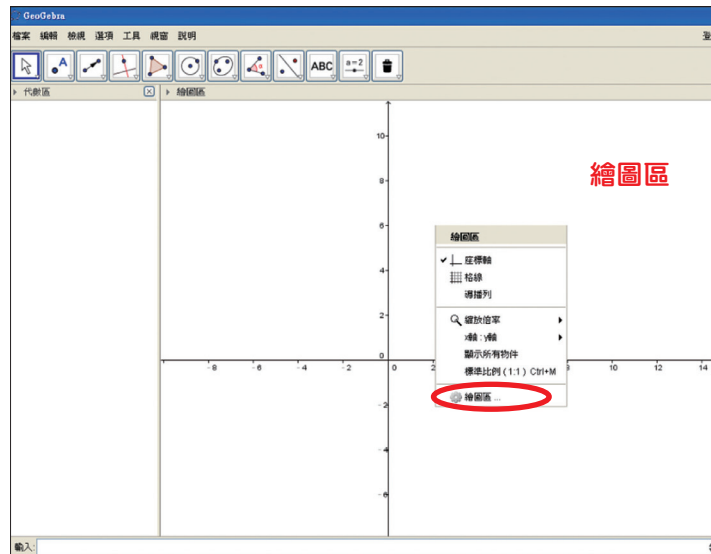 GeoGebra
檔案 編輯 檢視 選項 工具 視窗 說明 登
ABC a=2
代數區 繪圖區
繪圖區
10
8
6
4
2
0
-8 -6 -4 -2 0 2 8 10 12 14
-2
-4
-6
繪圖區
座標軸
格線
導播列
縮放倍率
x軸 : y軸
顯示所有物件
標準比例 (1:1) Ctrl+M
繪圖區 ...
輸入: